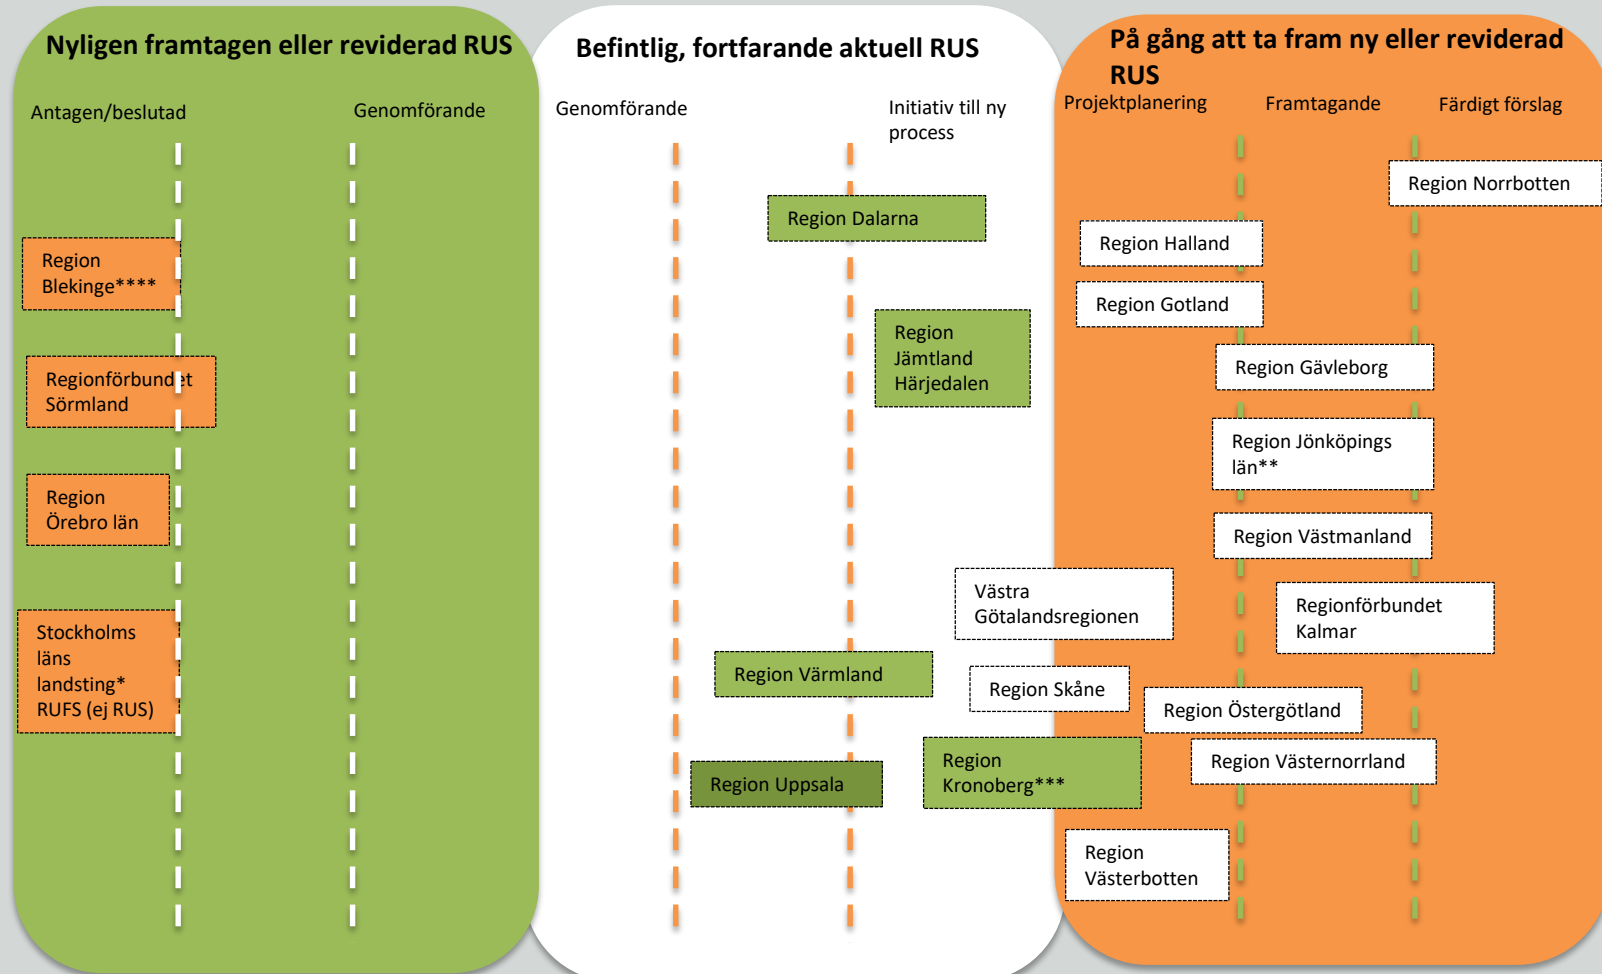 Nyligen framtagen eller reviderad RUS
Antagen/beslutad
Genomförande
Region
Blekinge****
Regionförbundet
Sörmland
Region
Örebro län
Stockholms
läns
landsting*
RUFS (ej RUS)
Befintlig, fortfarande aktuell RUS
Genomförande
Initiativ till ny
process
Region Dalarna
Region
Jämtland
Härjedalen
Västra
Götalandsregionen
Region Värmland
Region Skåne
Region Uppsala
Region
Kronoberg***
På gång att ta fram ny eller reviderad
RUS
Projektplanering
Framtagande
Färdigt förslag
Region Norrbotten
Region Halland
Region Gotland
Region Gävleborg
Region Jönköpings
län**
Region Västmanland
Regionförbundet
Kalmar
Region Östergötland
Region Västernorrland
Region
Västerbotten